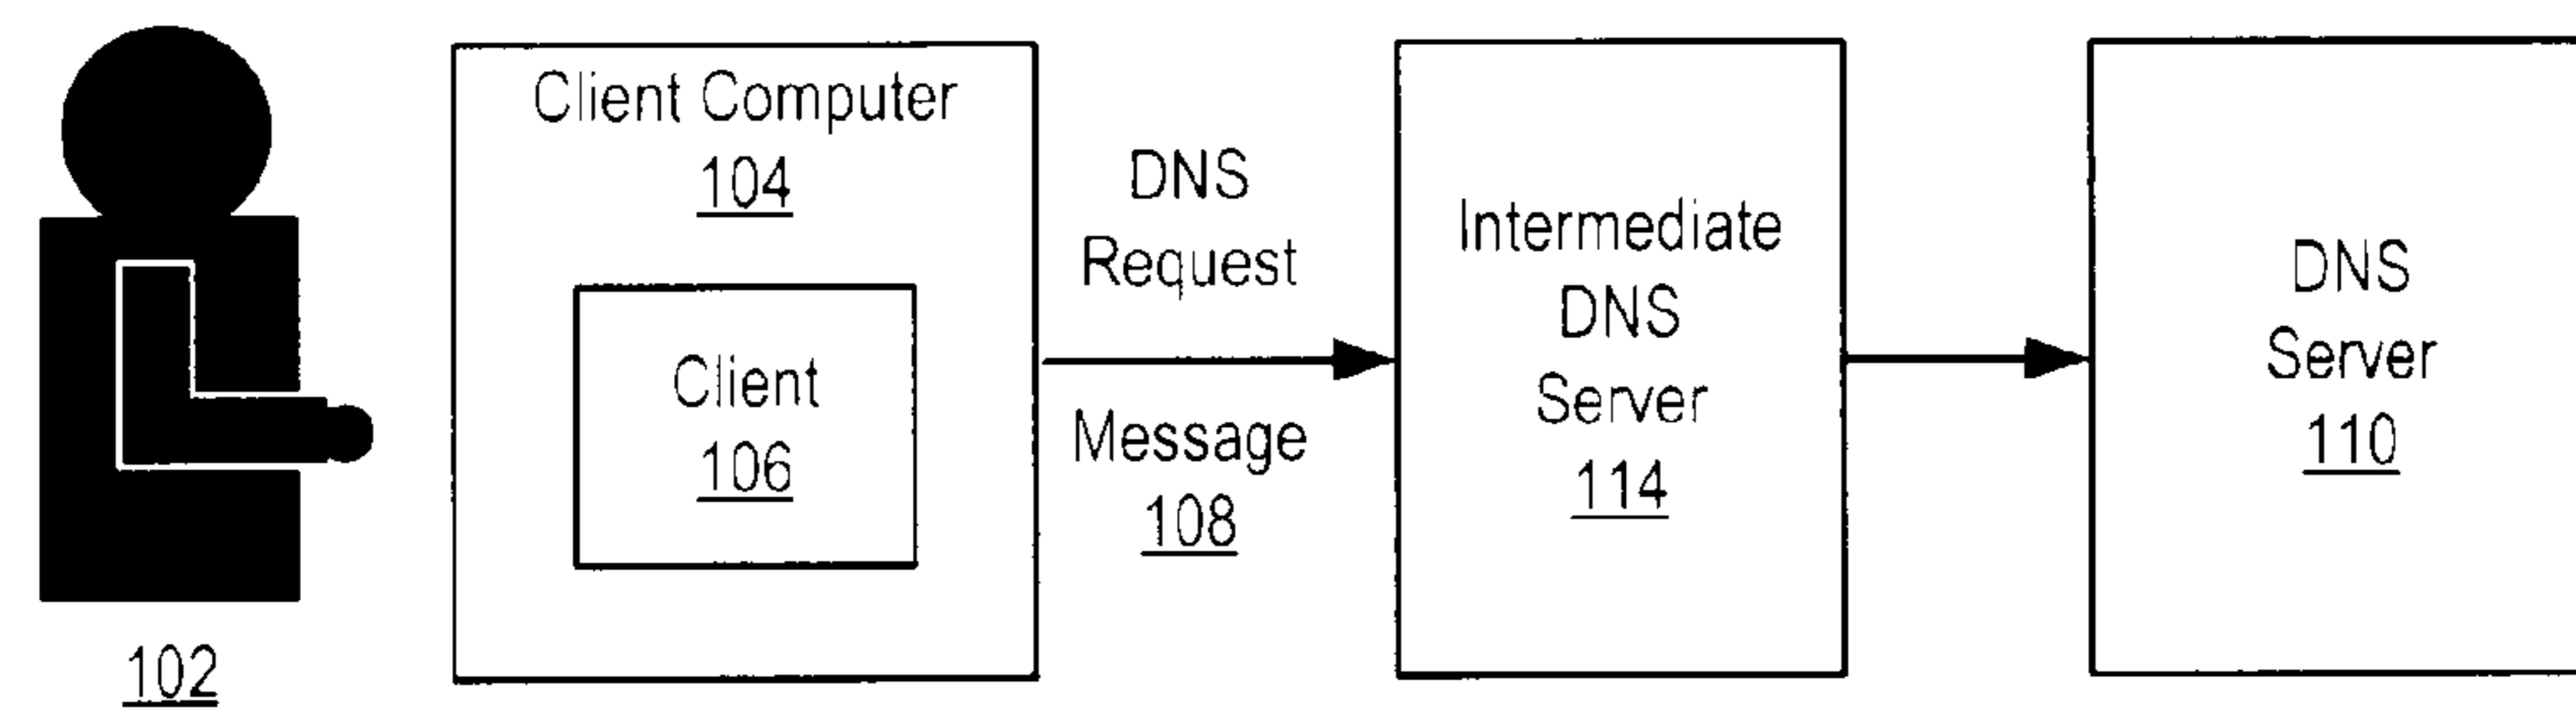 Client Computer
104
Client
106
DNS
Request
Message
108
Intermediate
DNS
Server
114
DNS
Server
110
102